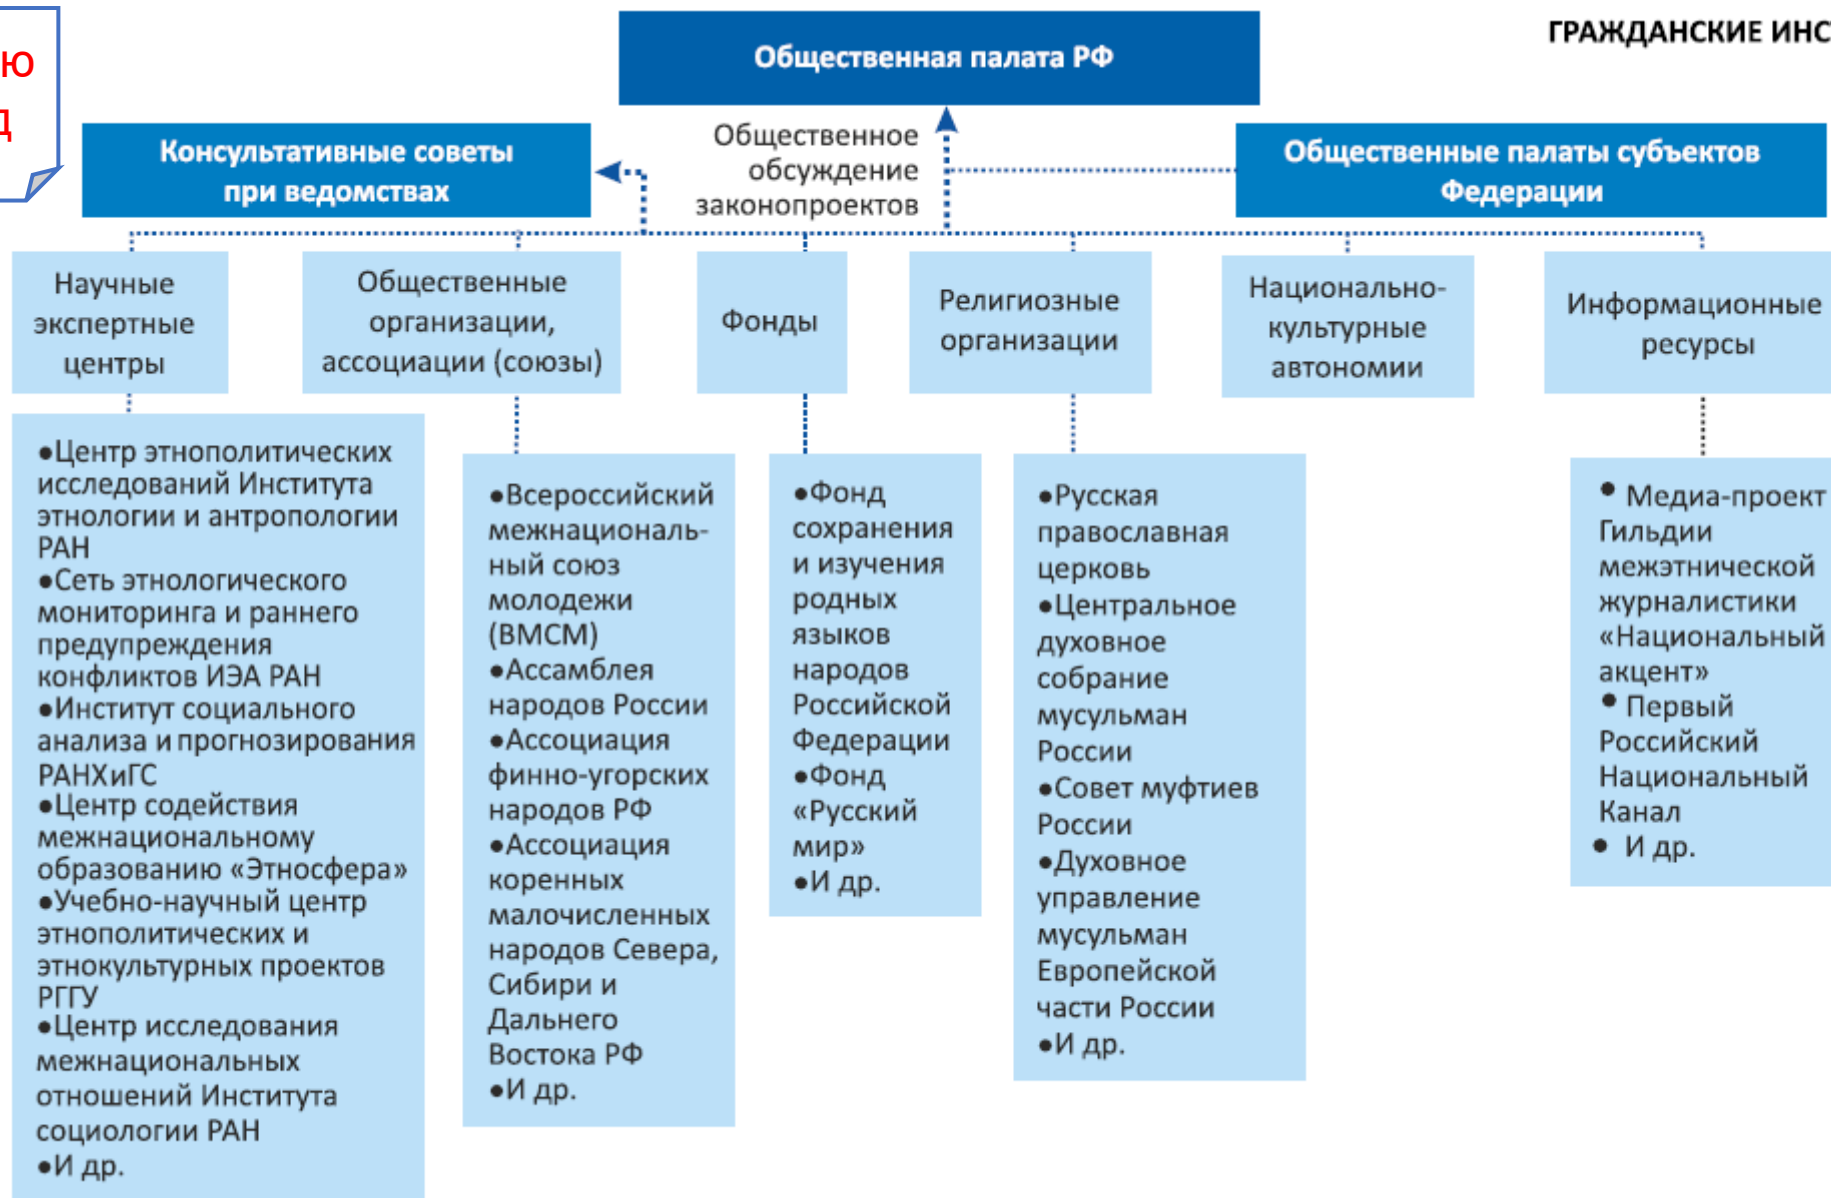 ГРАЖДАНСКИЕ
Общественная палата РФ
Консультативные советы
при ведомствах
Общественное
обсуждение
законопроектов
Общественные палаты субъектов
Федерации
Научные
экспертные
центры
Общественные
организации,
ассоциации (союзы)
Фонды
Религиозные
организации
Национально-
культурные
автономии
Информационные
ресурсы
●Центр этнополитических
исследований Института
этнологии и антропологии
РАН
●Сеть этнологического
мониторинга и раннего
предупреждения
конфликтов ИЭА РАН
●Институт социального
анализа и прогнозирования
РАНХиГС
●Центр содействия
межнациональному
образованию «Этносфера»
●Учебно-научный центр
этнополитических и
этнокультурных проектов
РГГУ
●Центр исследования
межнациональных
отношений Института
социологии РАН
●И др.
●Всероссийский
межнациональ-
ный союз
молодежи
(ВМСМ)
●Ассамблея
народов России
●Ассоциация
финно-угорских
народов РФ
●Ассоциация
коренных
малочисленных
народов Севера,
Сибири и
Дальнего
Востока РФ
●И др.
●Фонд
сохранения
и изучения
родных
языков
народов
Российской
Федерации
●Фонд
«Русский
мир»
●И др.
●Русская
православная
церковь
●Центральное
духовное
собрание
мусульман
России
●Совет муфтиев
России
●Духовное
управление
мусульман
Европейской
части России
●И др.
● Медиа-проект
Гильдии
межэтнической
журналистики
«Национальный
акцент»
● Первый
Российский
Национальный
Канал
● И др.